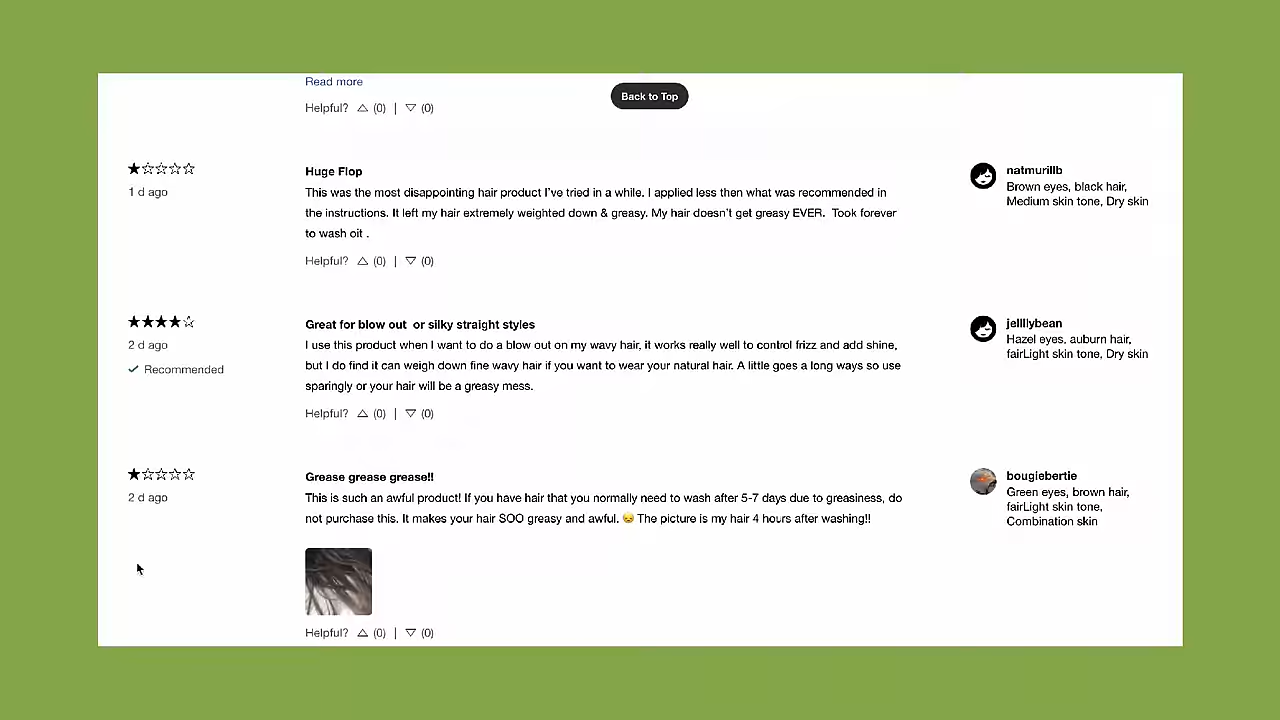 Read more
Back to Top
Helpful? (0) | (0)
1 d ago
Huge Flop
This was the most disappointing hair product I've tried in a while. I applied less then what was recommended in
the instructions. It left my hair extremely weighted down & greasy. My hair doesn't get greasy EVER. Took forever
to wash oit .
Helpful? (0) | (0)
natmurillb
Brown eyes, black hair,
Medium skin tone, Dry skin
2 d ago
Recommended
Great for blow out or silky straight styles
I use this product when I want to do a blow out on my wavy hair, it works really well to control frizz and add shine,
but I do find it can weigh down fine wavy hair if you want to wear your natural hair. A little goes a long ways so use
sparingly or your hair will be a greasy mess.
Helpful? (0) | (0)
jellllybean
Hazel eyes, auburn hair,
fairLight skin tone, Dry skin
2 d ago
Grease grease grease!!
This is such an awful product! If you have hair that you normally need to wash after 5-7 days due to greasiness, do
not purchase this. It makes your hair SOO greasy and awful. 😓 The picture is my hair 4 hours after washing!!
Helpful? (0) | (0)
bougiebertie
Green eyes, brown hair,
fairLight skin tone,
Combination skin